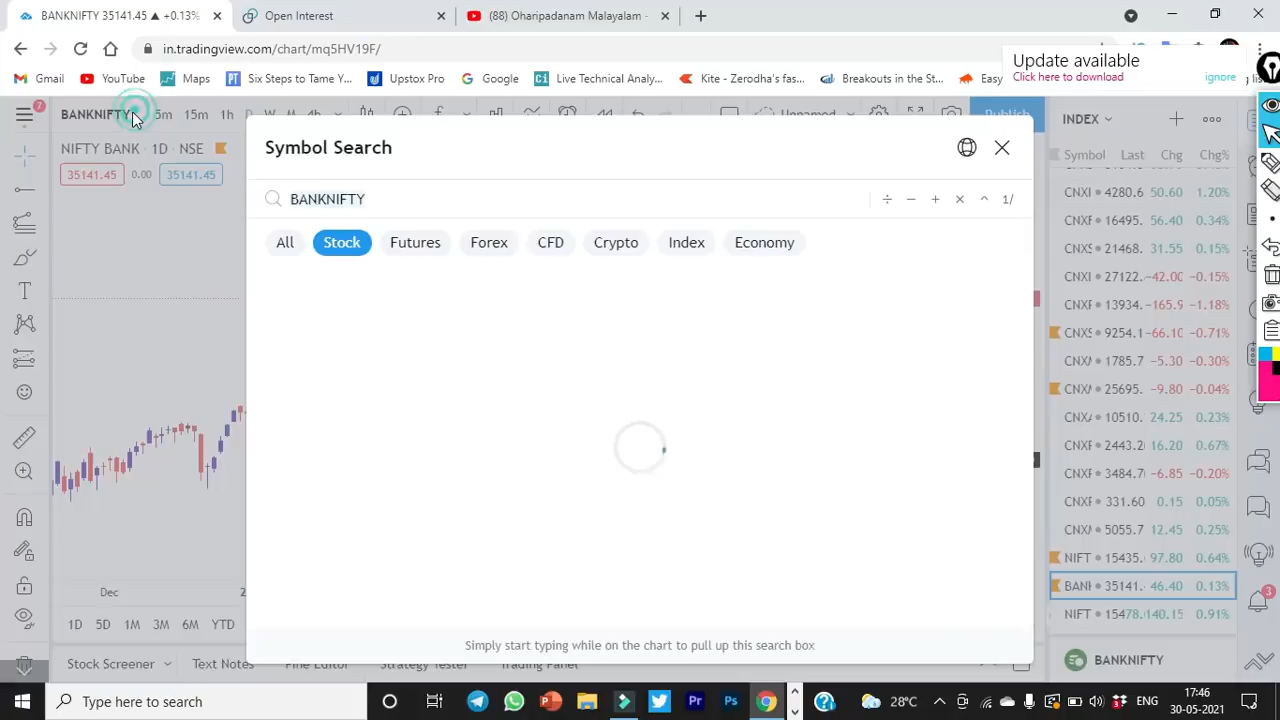 BANKNIFTY 35141.45 ▲ +0.13%
Open Interest
(88) Oharipadanam Malayalam -
in.tradingview.com/chart/mq5HV19F/
Update available
Click here to download
ignore
Gmail
YouTube
Maps
Six Steps to Tame Y...
Upstox Pro
Google
Live Technical Analy...
Kite - Zerodha's fas...
Breakouts in the Str...
Easy
7
BANKNIFTY
5m
15m
1h
D
W
4h
Unnamed
Publish
INDEX
NIFTY BANK • 1D • NSE
35141.45
0.00
35141.45
Symbol Search
BANKNIFTY
÷ − + × ^ 1/
All
Stock
Futures
Forex
CFD
Crypto
Index
Economy
Simply start typing while on the chart to pull up this search box
Symbol Last Chg Chg%
CNXI 4280.6 50.60 1.20%
CNXF 16495. 56.40 0.34%
CNXS 21468. 31.55 0.15%
CNXI 27122. −42.00 −0.15%
CNXF 13934. −165.9 −1.18%
CNXS 9254.1 −66.10 −0.71%
CNXM 1785.7 −5.30 −0.30%
CNXF 25695. −9.80 −0.04%
CNXA 10510. 24.25 0.23%
CNXF 2443.2 16.20 0.67%
CNXF 3484.7 −6.85 −0.20%
CNXF 331.60 0.15 0.05%
CNXM 5055.7 12.45 0.25%
NIFT 15435. 97.80 0.64%
BANK 35141. 46.40 0.13%
NIFT 15478. 140.15 0.91%
Dec
1D 5D 1M 3M 6M YTD
3
Stock Screener
Text Notes
Pine Editor
Strategy Tester
Trading Panel
BANKNIFTY
Type here to search
28°C
ENG
17:46
30-05-2021